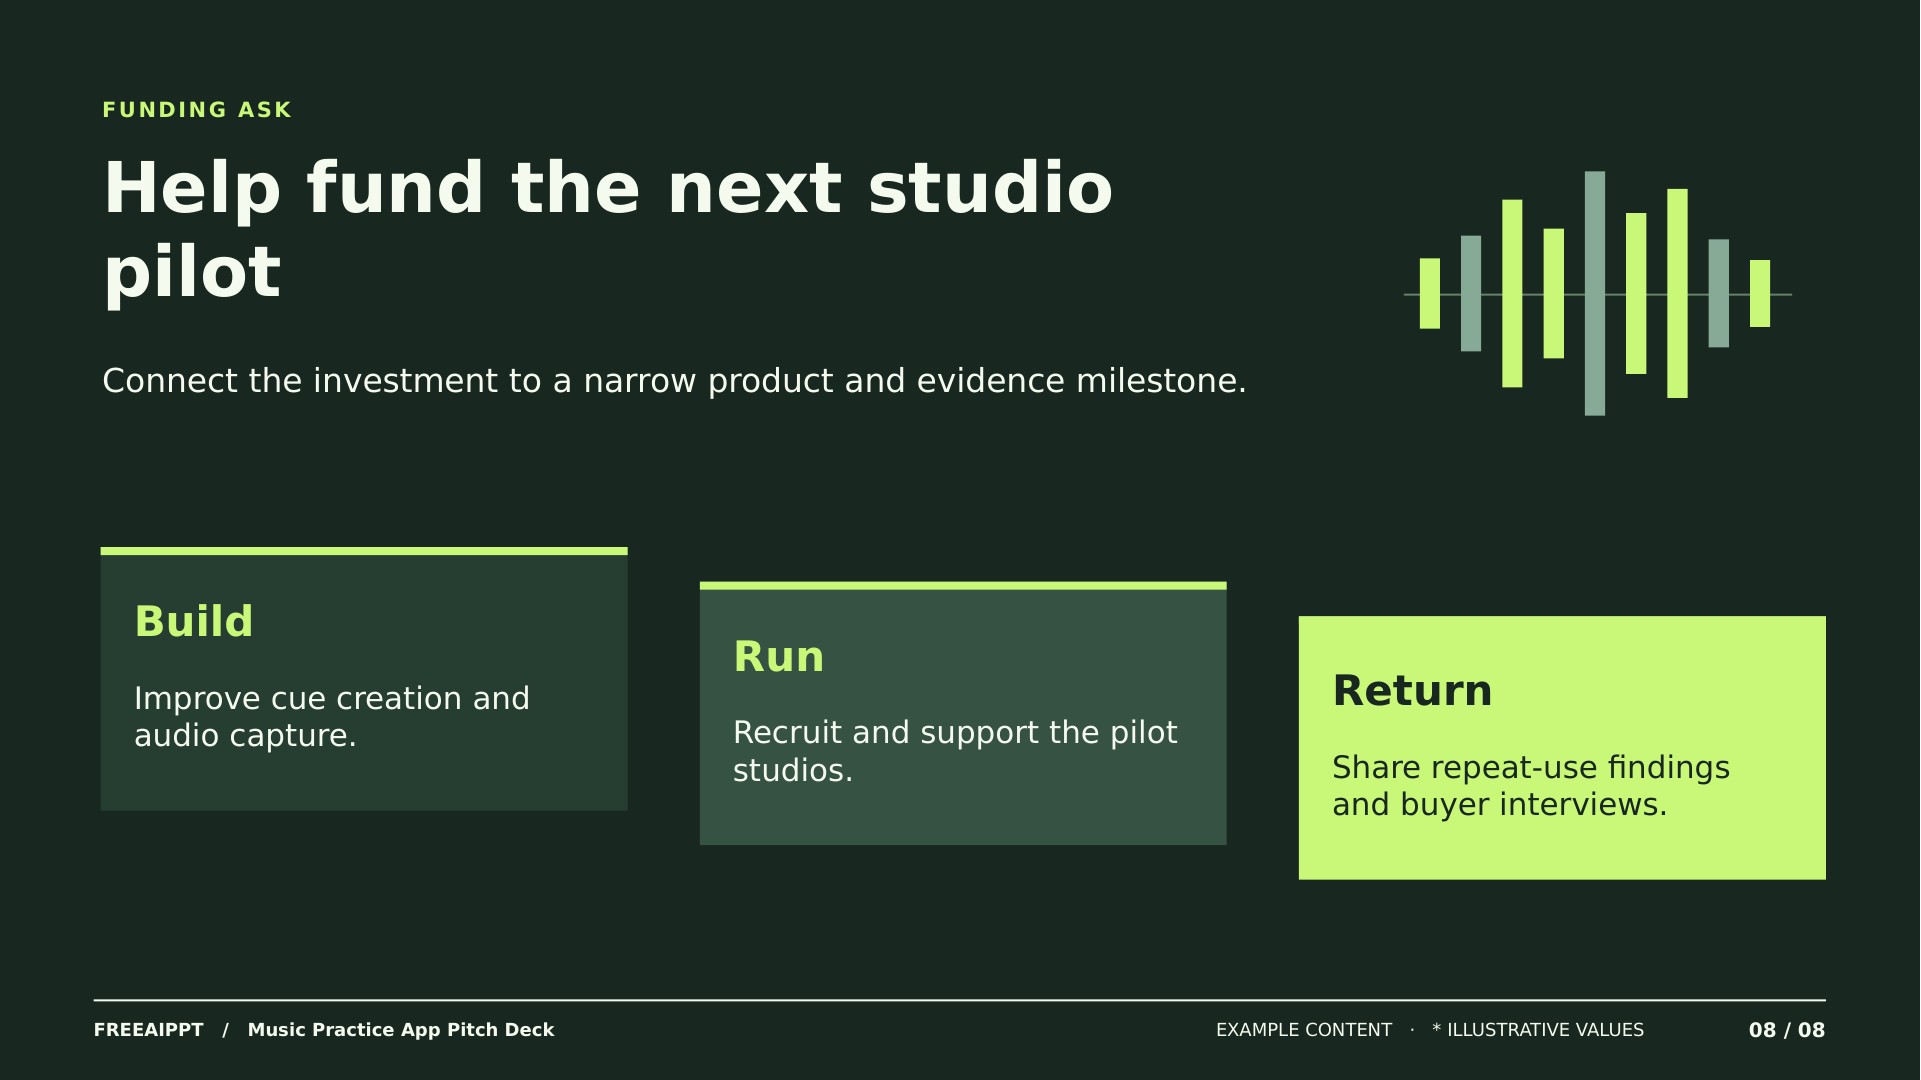 FUNDING ASK
Help fund the next studio
pilot
Connect the investment to a narrow product and evidence milestone.
Build
Improve cue creation and
audio capture.
Run
Recruit and support the pilot
studios.
Return
Share repeat-use findings
and buyer interviews.
FREEAIPPT / Music Practice App Pitch Deck
EXAMPLE CONTENT · * ILLUSTRATIVE VALUES
08 / 08